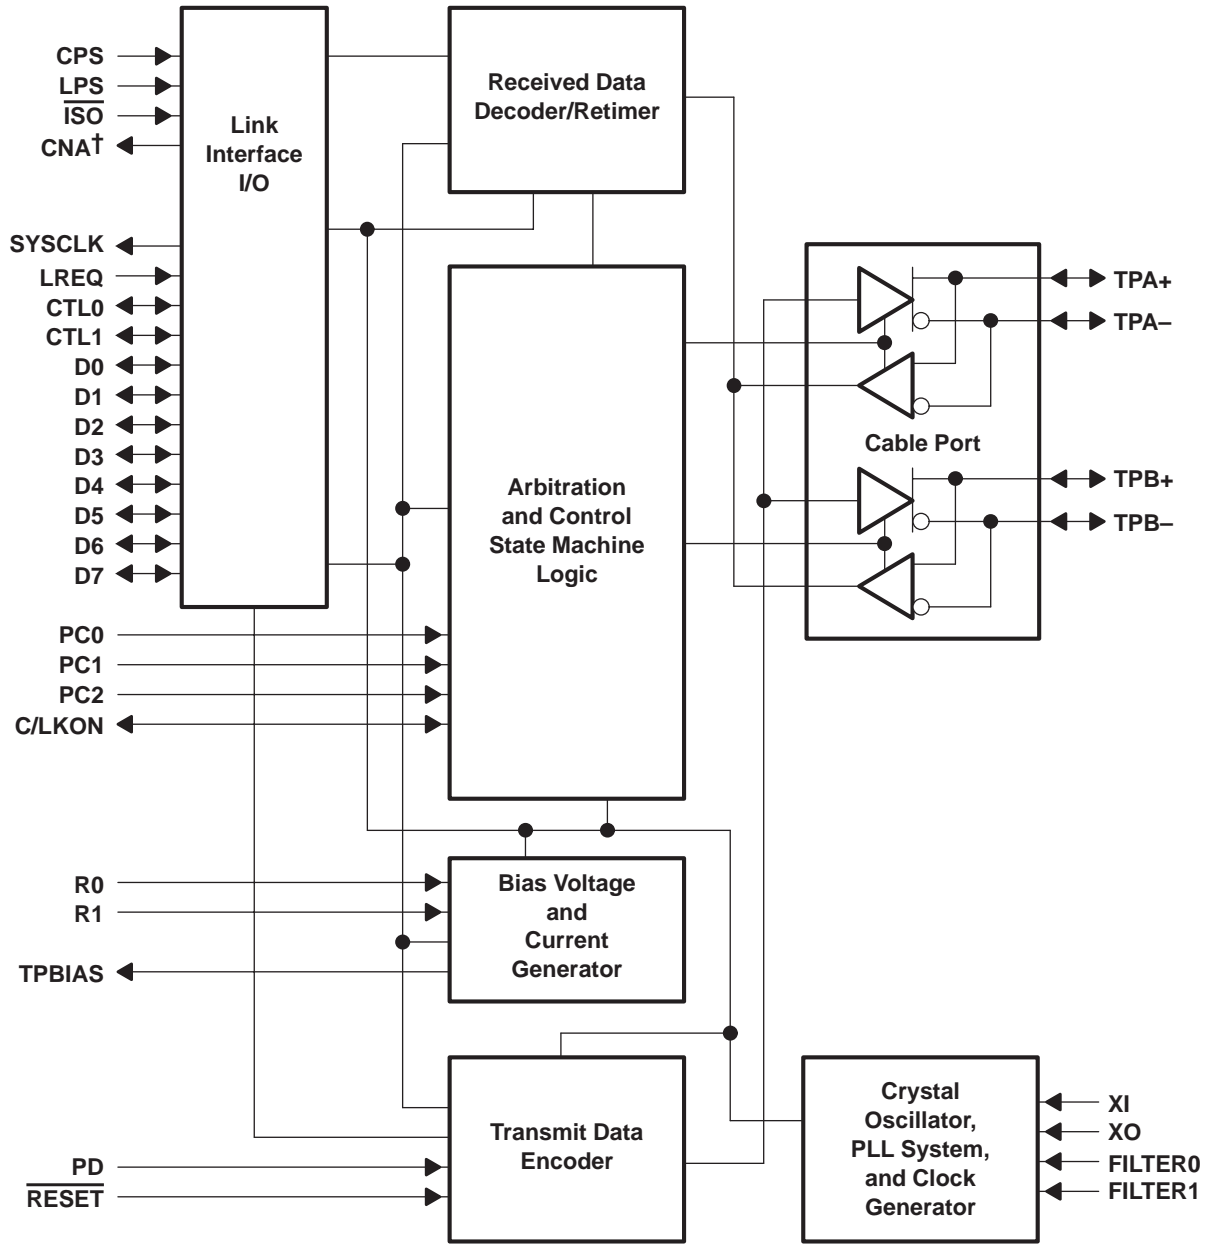 CPS
LPS
ISO
CNA†
SYSCLK
LREQ
CTL0
CTL1
D0
D1
D2
D3
D4
D5
D6
D7
PC0
PC1
PC2
C/LKON
R0
R1
TPBIAS
PD
RESET
Link
Interface
I/O
Received Data
Decoder/Retimer
Arbitration
and Control
State Machine
Logic
Bias Voltage
and
Current
Generator
Transmit Data
Encoder
Cable Port
TPA+
TPA–
TPB+
TPB–
Crystal
Oscillator,
PLL System,
and Clock
Generator
XI
XO
FILTER0
FILTER1